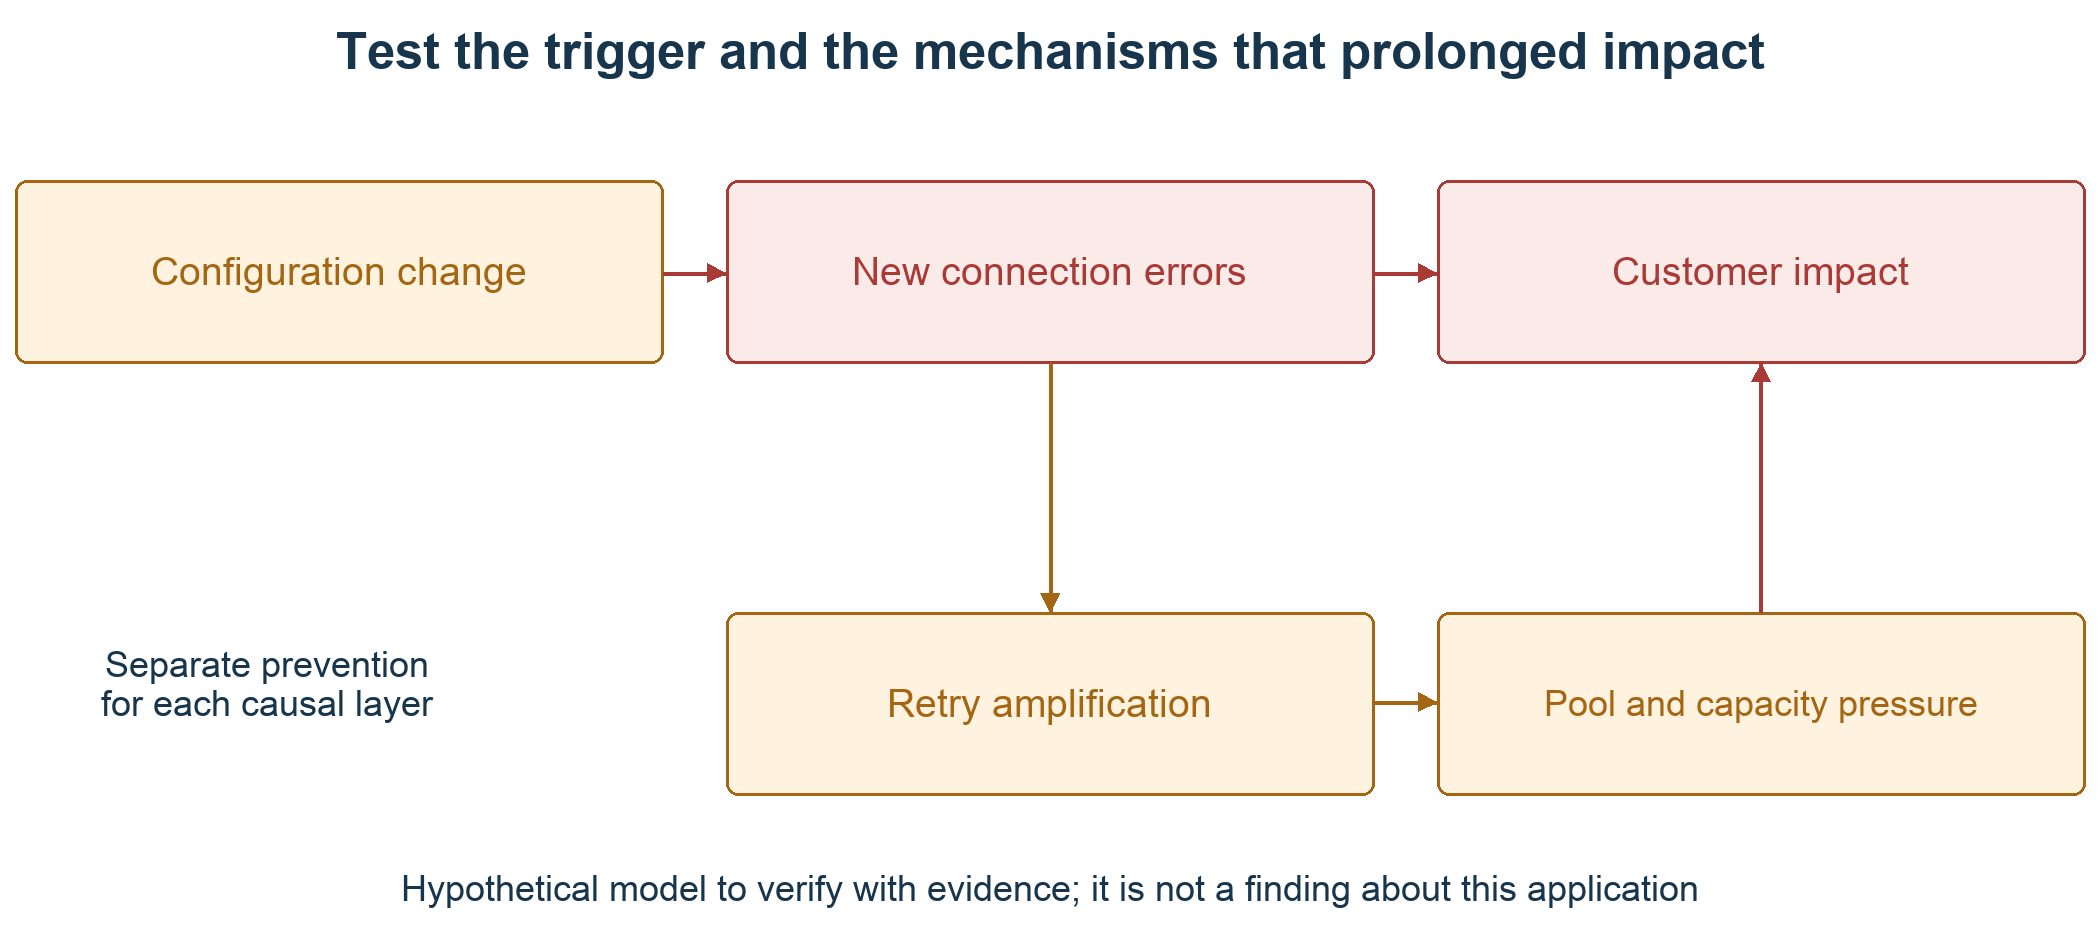 Test the trigger and the mechanisms that prolonged impact
Configuration change
New connection errors
Customer impact
Separate prevention
for each causal layer
Retry amplification
Pool and capacity pressure
Hypothetical model to verify with evidence; it is not a finding about this application